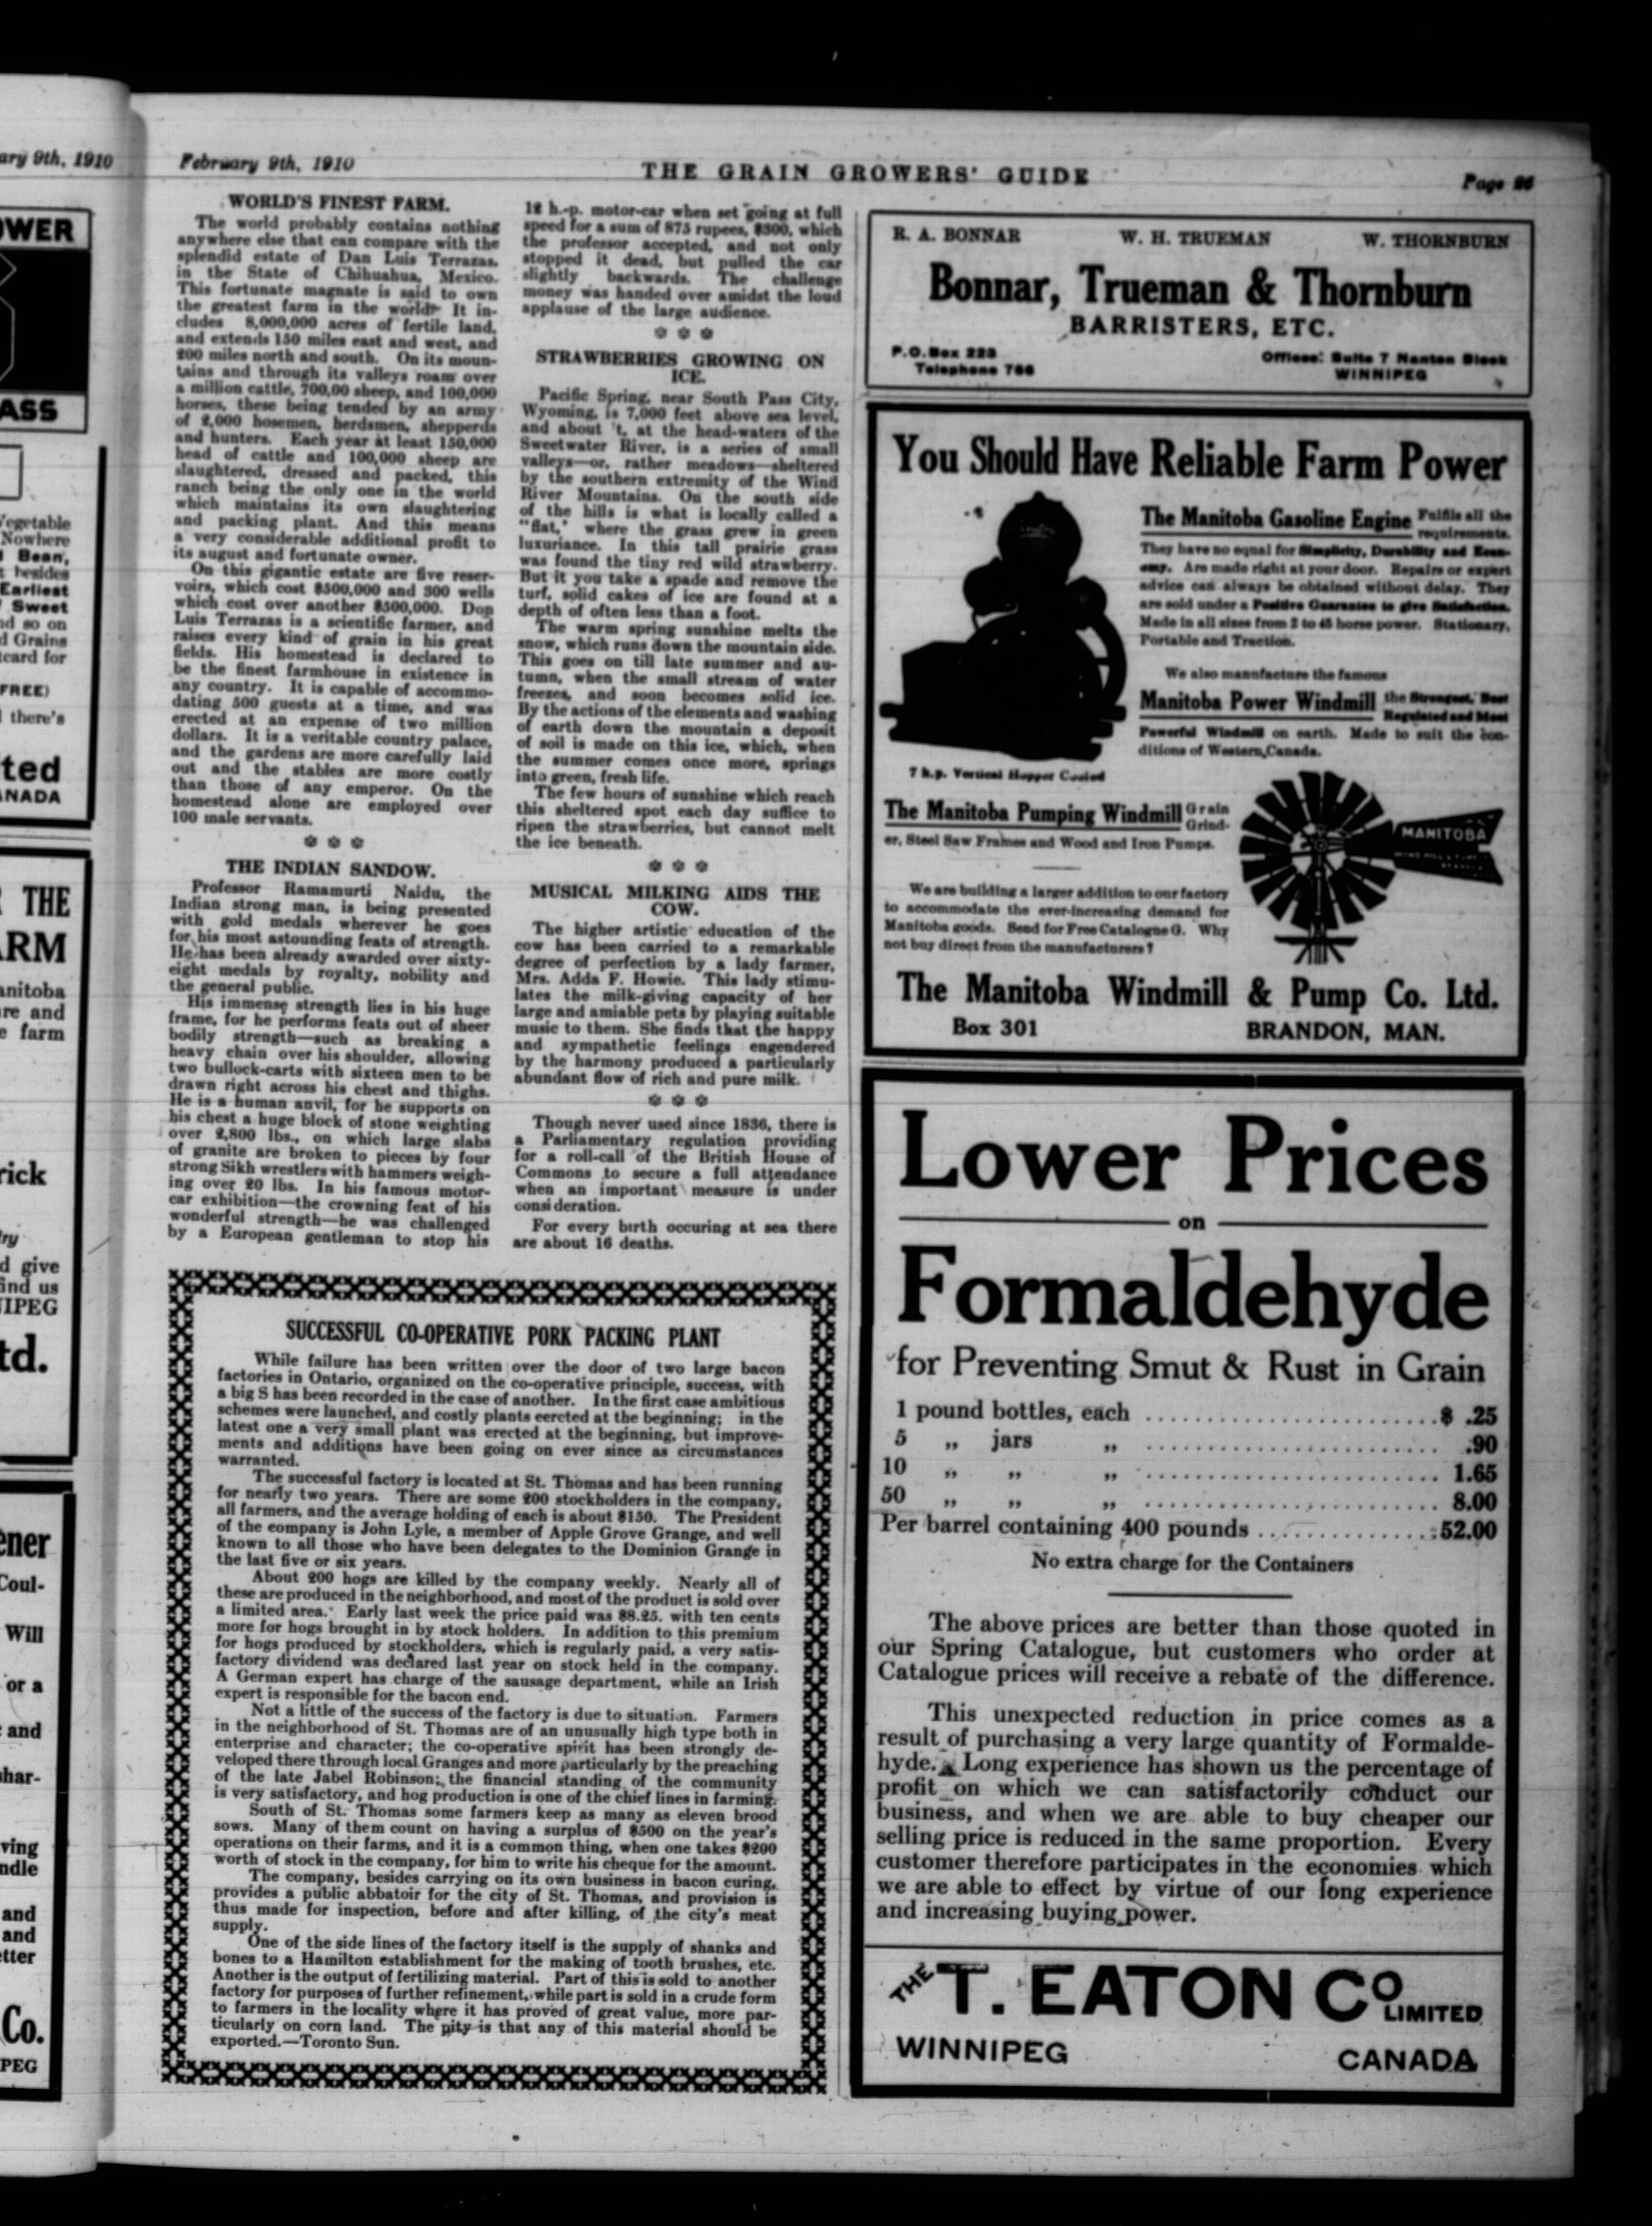 ary 9th, 1910
OWER
ASS
Vegetable
Nowhere
Bean,
besides
Earliest
Sweet
nd so on
d Grains
tcard for
FREE)
there's
ted
ANADA
THE
ARM
anitoba
re and
e farm
rick
ry
d give
find us
NIPEG
td.
ener
Coul-
Will
or a
and
har-
ving
ndle
and
and
etter
Co.
PEG
February 9th, 1910
THE GRAIN GROWERS' GUIDE
Page
WORLD'S FINEST FARM.
The world probably contains nothing
anywhere else that can compare with the
splendid estate of Dan Luis Terrazas,
in the State of Chihuahua, Mexico.
This fortunate magnate is said to own
the greatest farm in the world. It in-
cludes 8,000,000 acres of fertile land,
and extends 150 miles east and west, and
200 miles north and south. On its moun-
tains and through its valleys roam over
a million cattle, 700,00 sheep, and 100,000
horses, these being tended by an army
of 2,000 hosemen, herdsmen, shepperds
and hunters. Each year at least 150,000
head of cattle and 100,000 sheep are
slaughtered, dressed and packed, this
ranch being the only one in the world
which maintains its own slaughtering
and packing plant. And this means
a very considerable additional profit to
its august and fortunate owner.
On this gigantic estate are five reser-
voirs, which cost $500,000 and 300 wells
which cost over another $500,000. Don
Luis Terrazas is a scientific farmer, and
raises every kind of grain in his great
fields. His homestead is declared to
be the finest farmhouse in existence in
any country. It is capable of accommo-
dating 500 guests at a time, and was
erected at an expense of two million
dollars. It is a veritable country palace,
and the gardens are more carefully laid
out and the stables are more costly
than those of any emperor. On the
homestead alone are employed over
100 male servants.
THE INDIAN SANDOW.
Professor Ramamurti Naidu, the
Indian strong man, is being presented
with gold medals wherever he goes
for his most astounding feats of strength.
He has been already awarded over sixty-
eight medals by royalty, nobility and
the general public.
His immense strength lies in his huge
frame, for he performs feats out of sheer
bodily strength—such as breaking a
heavy chain over his shoulder, allowing
two bullock-carts with sixteen men to be
drawn right across his chest and thighs.
He is a human anvil, for he supports on
his chest a huge block of stone weighting
over 2,800 lbs., on which large slabs
of granite are broken to pieces by four
strong Sikh wrestlers with hammers weigh-
ing over 20 lbs. In his famous motor-
car exhibition—the crowning feat of his
wonderful strength—he was challenged
by a European gentleman to stop his
12 h.-p. motor-car when set going at full
speed for a sum of 875 rupees, $300, which
the professor accepted, and not only
stopped it dead, but pulled the car
slightly backwards. The challenge
money was handed over amidst the loud
applause of the large audience.
STRAWBERRIES GROWING ON
ICE.
Pacific Spring, near South Pass City,
Wyoming, is 7,000 feet above sea level,
and about 't, at the head-waters of the
Sweetwater River, is a series of small
valleys—or, rather meadows—sheltered
by the southern extremity of the Wind
River Mountains. On the south side
of the hills is what is locally called a
"flat," where the grass grew in green
luxuriance. In this tall prairie grass
was found the tiny red wild strawberry.
But it you take a spade and remove the
turf, solid cakes of ice are found at a
depth of often less than a foot.
The warm spring sunshine melts the
snow, which runs down the mountain side.
This goes on till late summer and au-
tumn, when the small stream of water
freezes, and soon becomes solid ice.
By the actions of the elements and washing
of earth down the mountain a deposit
of soil is made on this ice, which, when
the summer comes once more, springs
into green, fresh life.
The few hours of sunshine which reach
this sheltered spot each day suffice to
ripen the strawberries, but cannot melt
the ice beneath.
MUSICAL MILKING AIDS THE
COW.
The higher artistic education of the
cow has been carried to a remarkable
degree of perfection by a lady farmer,
Mrs. Adda F. Howie. This lady stimu-
lates the milk-giving capacity of her
large and amiable pets by playing suitable
music to them. She finds that the happy
and sympathetic feelings engendered
by the harmony produced a particularly
abundant flow of rich and pure milk.
Though never used since 1836, there is
a Parliamentary regulation providing
for a roll-call of the British House of
Commons to secure a full attendance
when an important measure is under
consideration.
For every birth occuring at sea there
are about 16 deaths.
SUCCESSFUL CO-OPERATIVE PORK PACKING PLANT
While failure has been written over the door of two large bacon
factories in Ontario, organized on the co-operative principle, success, with
a big S has been recorded in the case of another. In the first case ambitious
schemes were launched, and costly plants eercted at the beginning; in the
latest one a very small plant was erected at the beginning, but improve-
ments and additions have been going on ever since as circumstances
warranted.
The successful factory is located at St. Thomas and has been running
for nearly two years. There are some 200 stockholders in the company,
all farmers, and the average holding of each is about $150. The President
of the company is John Lyle, a member of Apple Grove Grange, and well
known to all those who have been delegates to the Dominion Grange in
the last five or six years.
About 200 hogs are killed by the company weekly. Nearly all of
these are produced in the neighborhood, and most of the product is sold over
a limited area. Early last week the price paid was $8.25. with ten cents
more for hogs brought in by stock holders. In addition to this premium
for hogs produced by stockholders, which is regularly paid, a very satis-
factory dividend was declared last year on stock held in the company.
A German expert has charge of the sausage department, while an Irish
expert is responsible for the bacon end.
Not a little of the success of the factory is due to situation. Farmers
in the neighborhood of St. Thomas are of an unusually high type both in
enterprise and character; the co-operative spirit has been strongly de-
veloped there through local Granges and more particularly by the preaching
of the late Jabel Robinson; the financial standing of the community
is very satisfactory, and hog production is one of the chief lines in farming.
South of St. Thomas some farmers keep as many as eleven brood
sows. Many of them count on having a surplus of $500 on the year's
operations on their farms, and it is a common thing, when one takes $200
worth of stock in the company, for him to write his cheque for the amount.
The company, besides carrying on its own business in bacon curing,
provides a public abbatoir for the city of St. Thomas, and provision is
thus made for inspection, before and after killing, of the city's meat
supply.
One of the side lines of the factory itself is the supply of shanks and
bones to a Hamilton establishment for the making of tooth brushes, etc.
Another is the output of fertilizing material. Part of this is sold to another
factory for purposes of further refinement, while part is sold in a crude form
to farmers in the locality where it has proved of great value, more par-
ticularly on corn land. The pity is that any of this material should be
exported.—Toronto Sun.
R. A. BONNAR W. H. TRUEMAN W. THORNBURN
Bonnar, Trueman & Thornburn
BARRISTERS, ETC.
P.O. Box 223
Telephone 766
Offices: Suite 7 Nanton Block
WINNIPEG
You Should Have Reliable Farm Power
The Manitoba Gasoline Engine Fulfils all the
requirements.
They have no equal for Simplicity, Durability and Econ-
omy. Are made right at your door. Repairs or expert
advice can always be obtained without delay. They
are sold under a Positive Guarantee to give Satisfaction.
Made in all sizes from 2 to 45 horse power. Stationary,
Portable and Traction.
We also manufacture the famous
Manitoba Power Windmill the Strongest, Best
Regulated and Most
Powerful Windmill on earth. Made to suit the con-
ditions of Western Canada.
7 h.p. Vertical Hopper Cooled
The Manitoba Pumping Windmill Grain
Grind-
er, Steel Saw Frames and Wood and Iron Pumps.
MANITOBA
We are building a larger addition to our factory
to accommodate the ever-increasing demand for
Manitoba goods. Send for Free Catalogue G. Why
not buy direct from the manufacturers?
The Manitoba Windmill & Pump Co. Ltd.
Box 301 BRANDON, MAN.
Lower Prices
on
Formaldehyde
for Preventing Smut & Rust in Grain
1 pound bottles, each ........................ $ .25
5 ,, jars ,, ........................ .90
10 ,, ,, ,, ........................ 1.65
50 ,, ,, ,, ........................ 8.00
Per barrel containing 400 pounds ............... 52.00
No extra charge for the Containers
The above prices are better than those quoted in
our Spring Catalogue, but customers who order at
Catalogue prices will receive a rebate of the difference.
This unexpected reduction in price comes as a
result of purchasing a very large quantity of Formalde-
hyde. Long experience has shown us the percentage of
profit on which we can satisfactorily conduct our
business, and when we are able to buy cheaper our
selling price is reduced in the same proportion. Every
customer therefore participates in the economies which
we are able to effect by virtue of our long experience
and increasing buying power.
THE T. EATON CO LIMITED
WINNIPEG CANADA